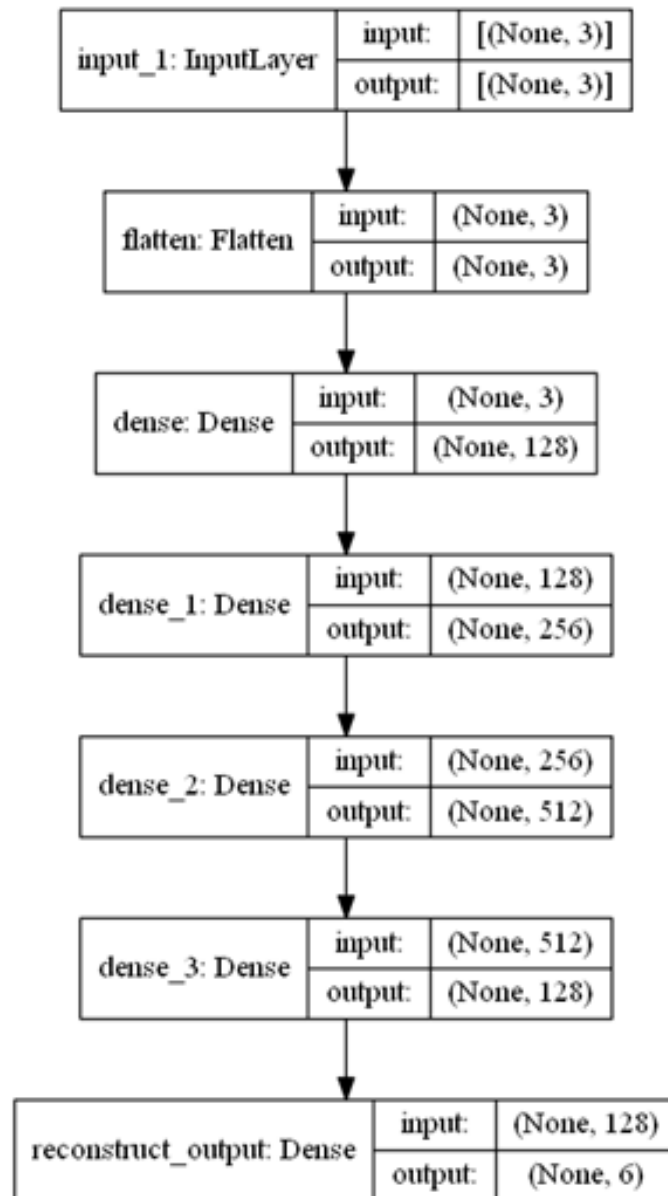 input_1: InputLayer
input: [(None, 3)]
output: [(None, 3)]
flatten: Flatten
input: (None, 3)
output: (None, 3)
dense: Dense
input: (None, 3)
output: (None, 128)
dense_1: Dense
input: (None, 128)
output: (None, 256)
dense_2: Dense
input: (None, 256)
output: (None, 512)
dense_3: Dense
input: (None, 512)
output: (None, 128)
reconstruct_output: Dense
input: (None, 128)
output: (None, 6)